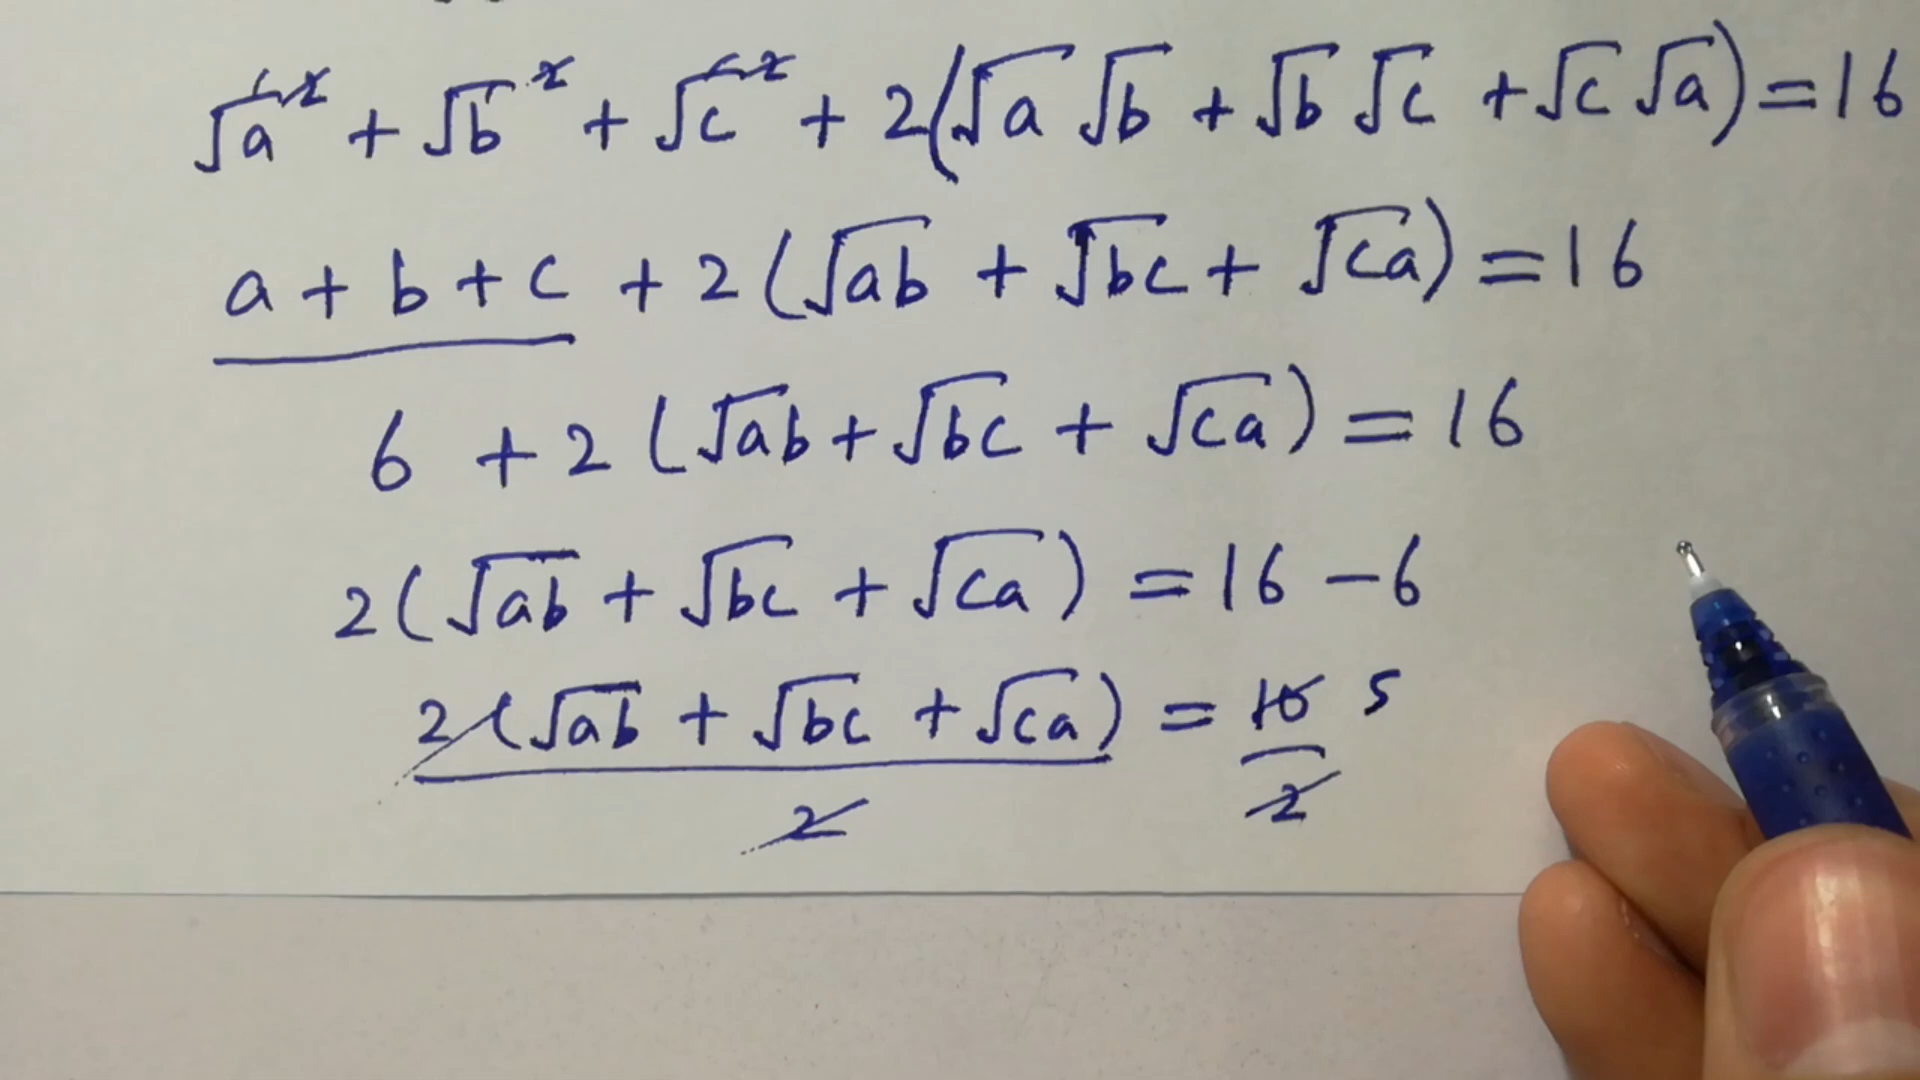 √a² + √b² + √c² + 2(√a √b + √b √c + √c √a) = 16
a + b + c + 2(√ab + √bc + √ca) = 16
6 + 2(√ab + √bc + √ca) = 16
2(√ab + √bc + √ca) = 16 - 6
2(√ab + √bc + √ca) = 10 5
2 2